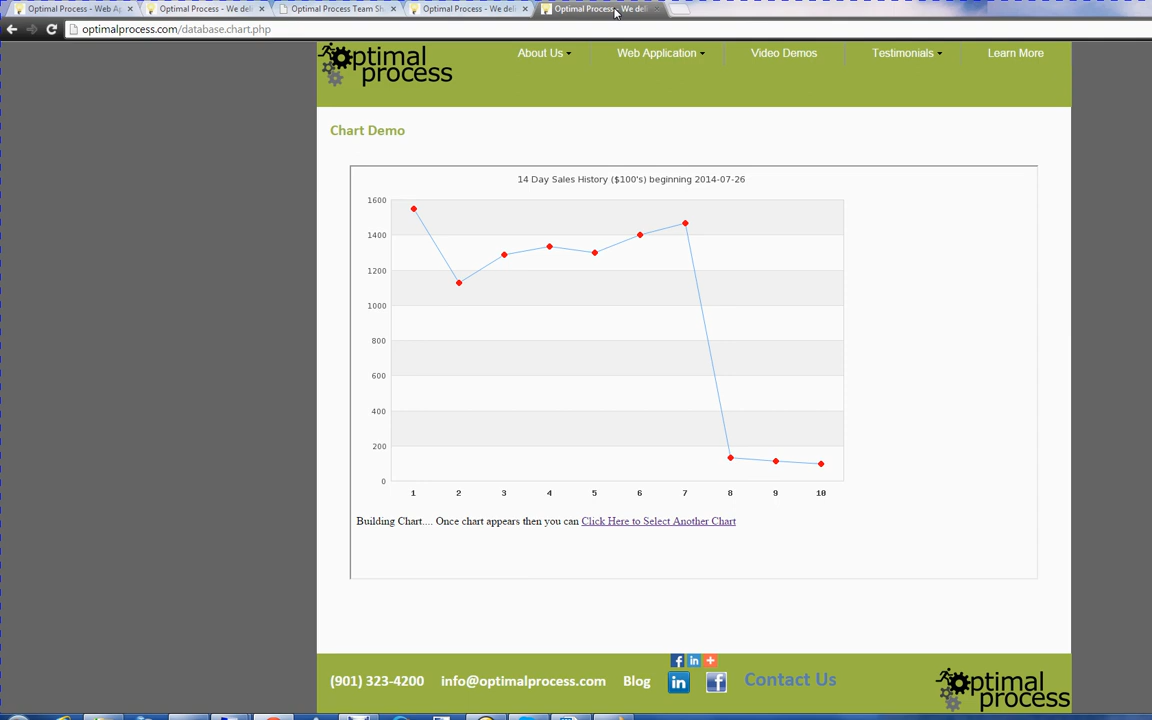 Optimal Process - Web Ap
Optimal Process - We deli
Optimal Process Team Sh
Optimal Process - We deli
Optimal Process - We deli
optimalprocess.com/database.chart.php
optimal
process
About Us
Web Application
Video Demos
Testimonials
Learn More
Chart Demo
14 Day Sales History ($100's) beginning 2014-07-26
1600
1400
1200
1000
800
600
400
200
0
1 2 3 4 5 6 7 8 9 10
Building Chart.... Once chart appears then you can Click Here to Select Another Chart
(901) 323-4200 info@optimalprocess.com Blog Contact Us
optimal
process